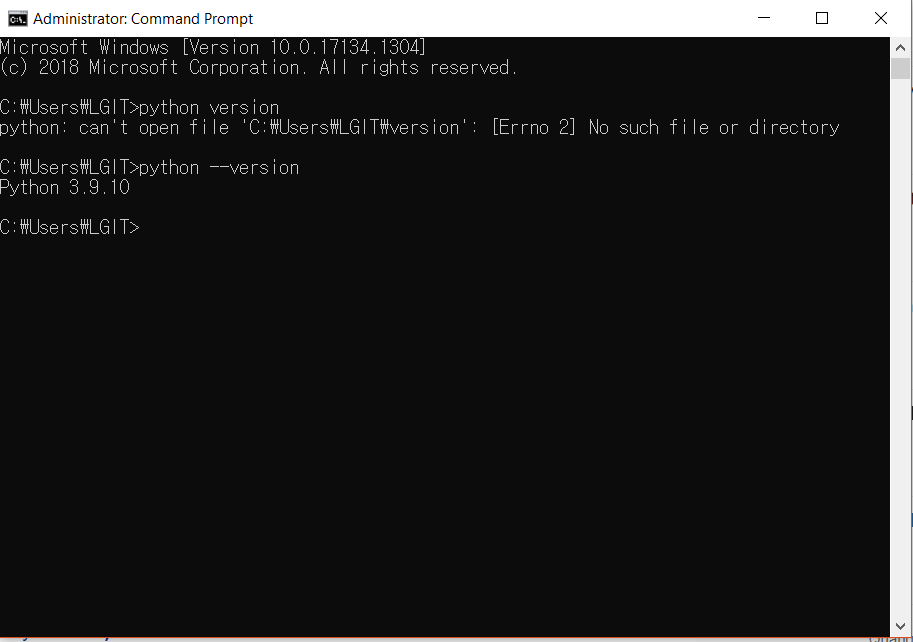 Administrator: Command Prompt
Microsoft Windows [Version 10.0.17134.1304]
(c) 2018 Microsoft Corporation. All rights reserved.
C:₩Users₩LGIT>python version
python: can't open file 'C:₩Users₩LGIT₩version': [Errno 2] No such file or directory
C:₩Users₩LGIT>python --version
Python 3.9.10
C:₩Users₩LGIT>